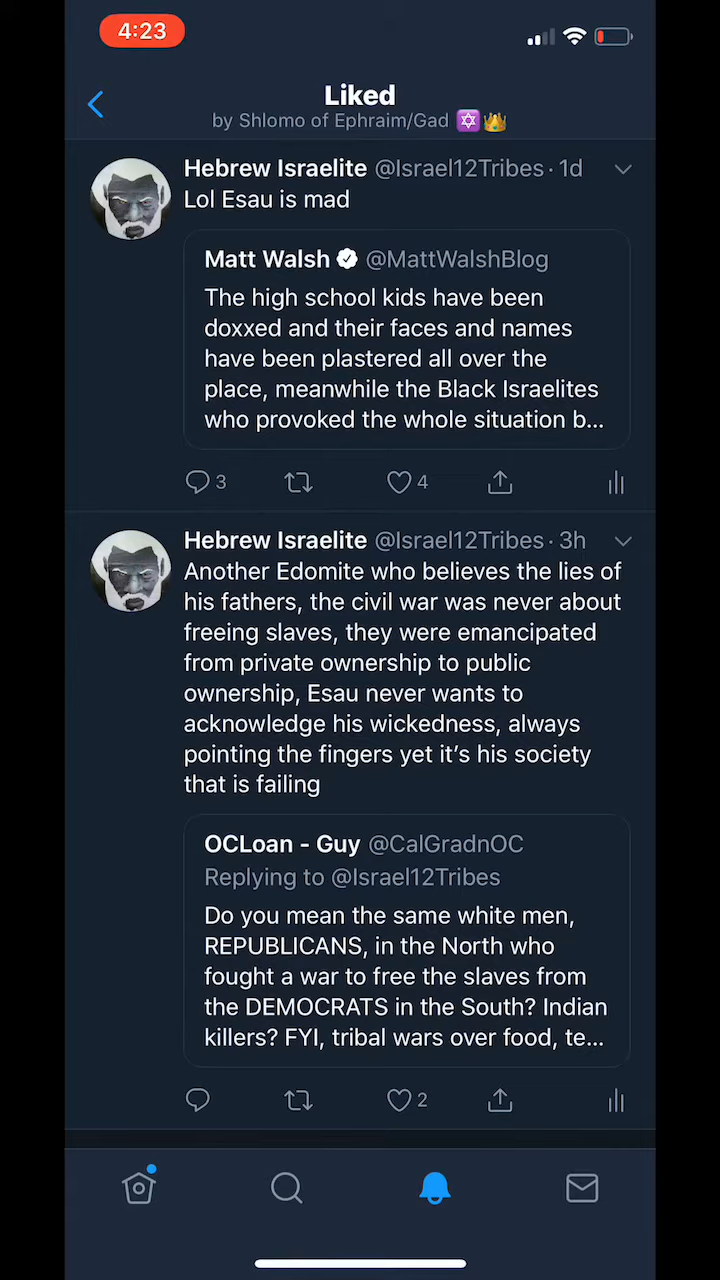 4:23
Liked
by Shlomo of Ephraim/Gad
Hebrew Israelite @Israel12Tribes · 1d
Lol Esau is mad
Matt Walsh @MattWalshBlog
The high school kids have been
doxxed and their faces and names
have been plastered all over the
place, meanwhile the Black Israelites
who provoked the whole situation b...
3
4
Hebrew Israelite @Israel12Tribes · 3h
Another Edomite who believes the lies of
his fathers, the civil war was never about
freeing slaves, they were emancipated
from private ownership to public
ownership, Esau never wants to
acknowledge his wickedness, always
pointing the fingers yet it’s his society
that is failing
OCLoan - Guy @CalGradnOC
Replying to @Israel12Tribes
Do you mean the same white men,
REPUBLICANS, in the North who
fought a war to free the slaves from
the DEMOCRATS in the South? Indian
killers? FYI, tribal wars over food, te...
2